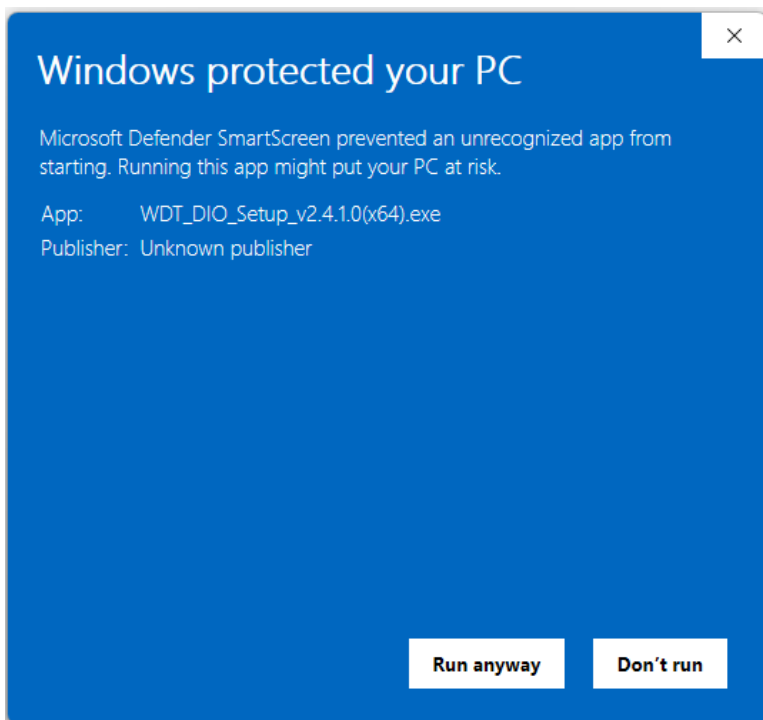 Windows protected your PC
Microsoft Defender SmartScreen prevented an unrecognized app from
starting. Running this app might put your PC at risk.
App: WDT_DIO_Setup_v2.4.1.0(x64).exe
Publisher: Unknown publisher
Run anyway Don't run